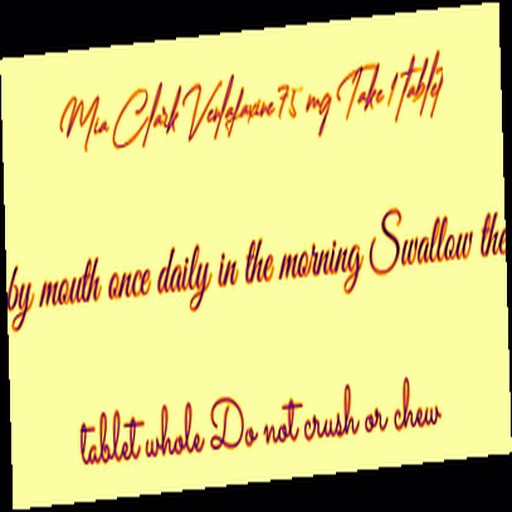 Mia Clark Venlafaxine 75 mg Take 1 tablet
by mouth once daily in the morning Swallow the
tablet whole Do not crush or chew